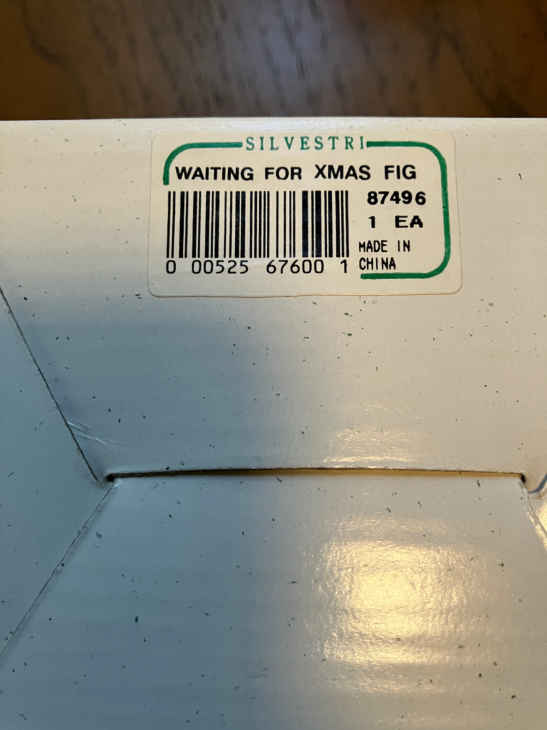 SILVESTRI
WAITING FOR XMAS FIG
87496
1 EA
MADE IN
CHINA
0 00525 67600 1